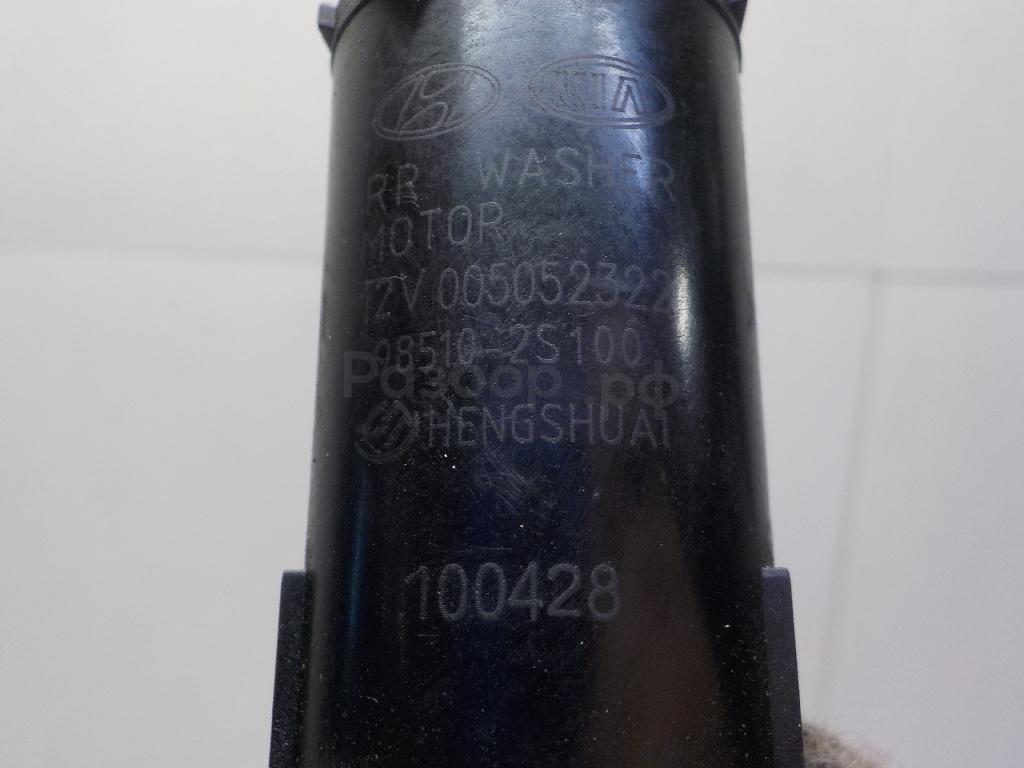 KIA
RR WASHER
MOTOR
12V 005052322
98510-2S100
Разбор.рф
HENGSHUAI
100428